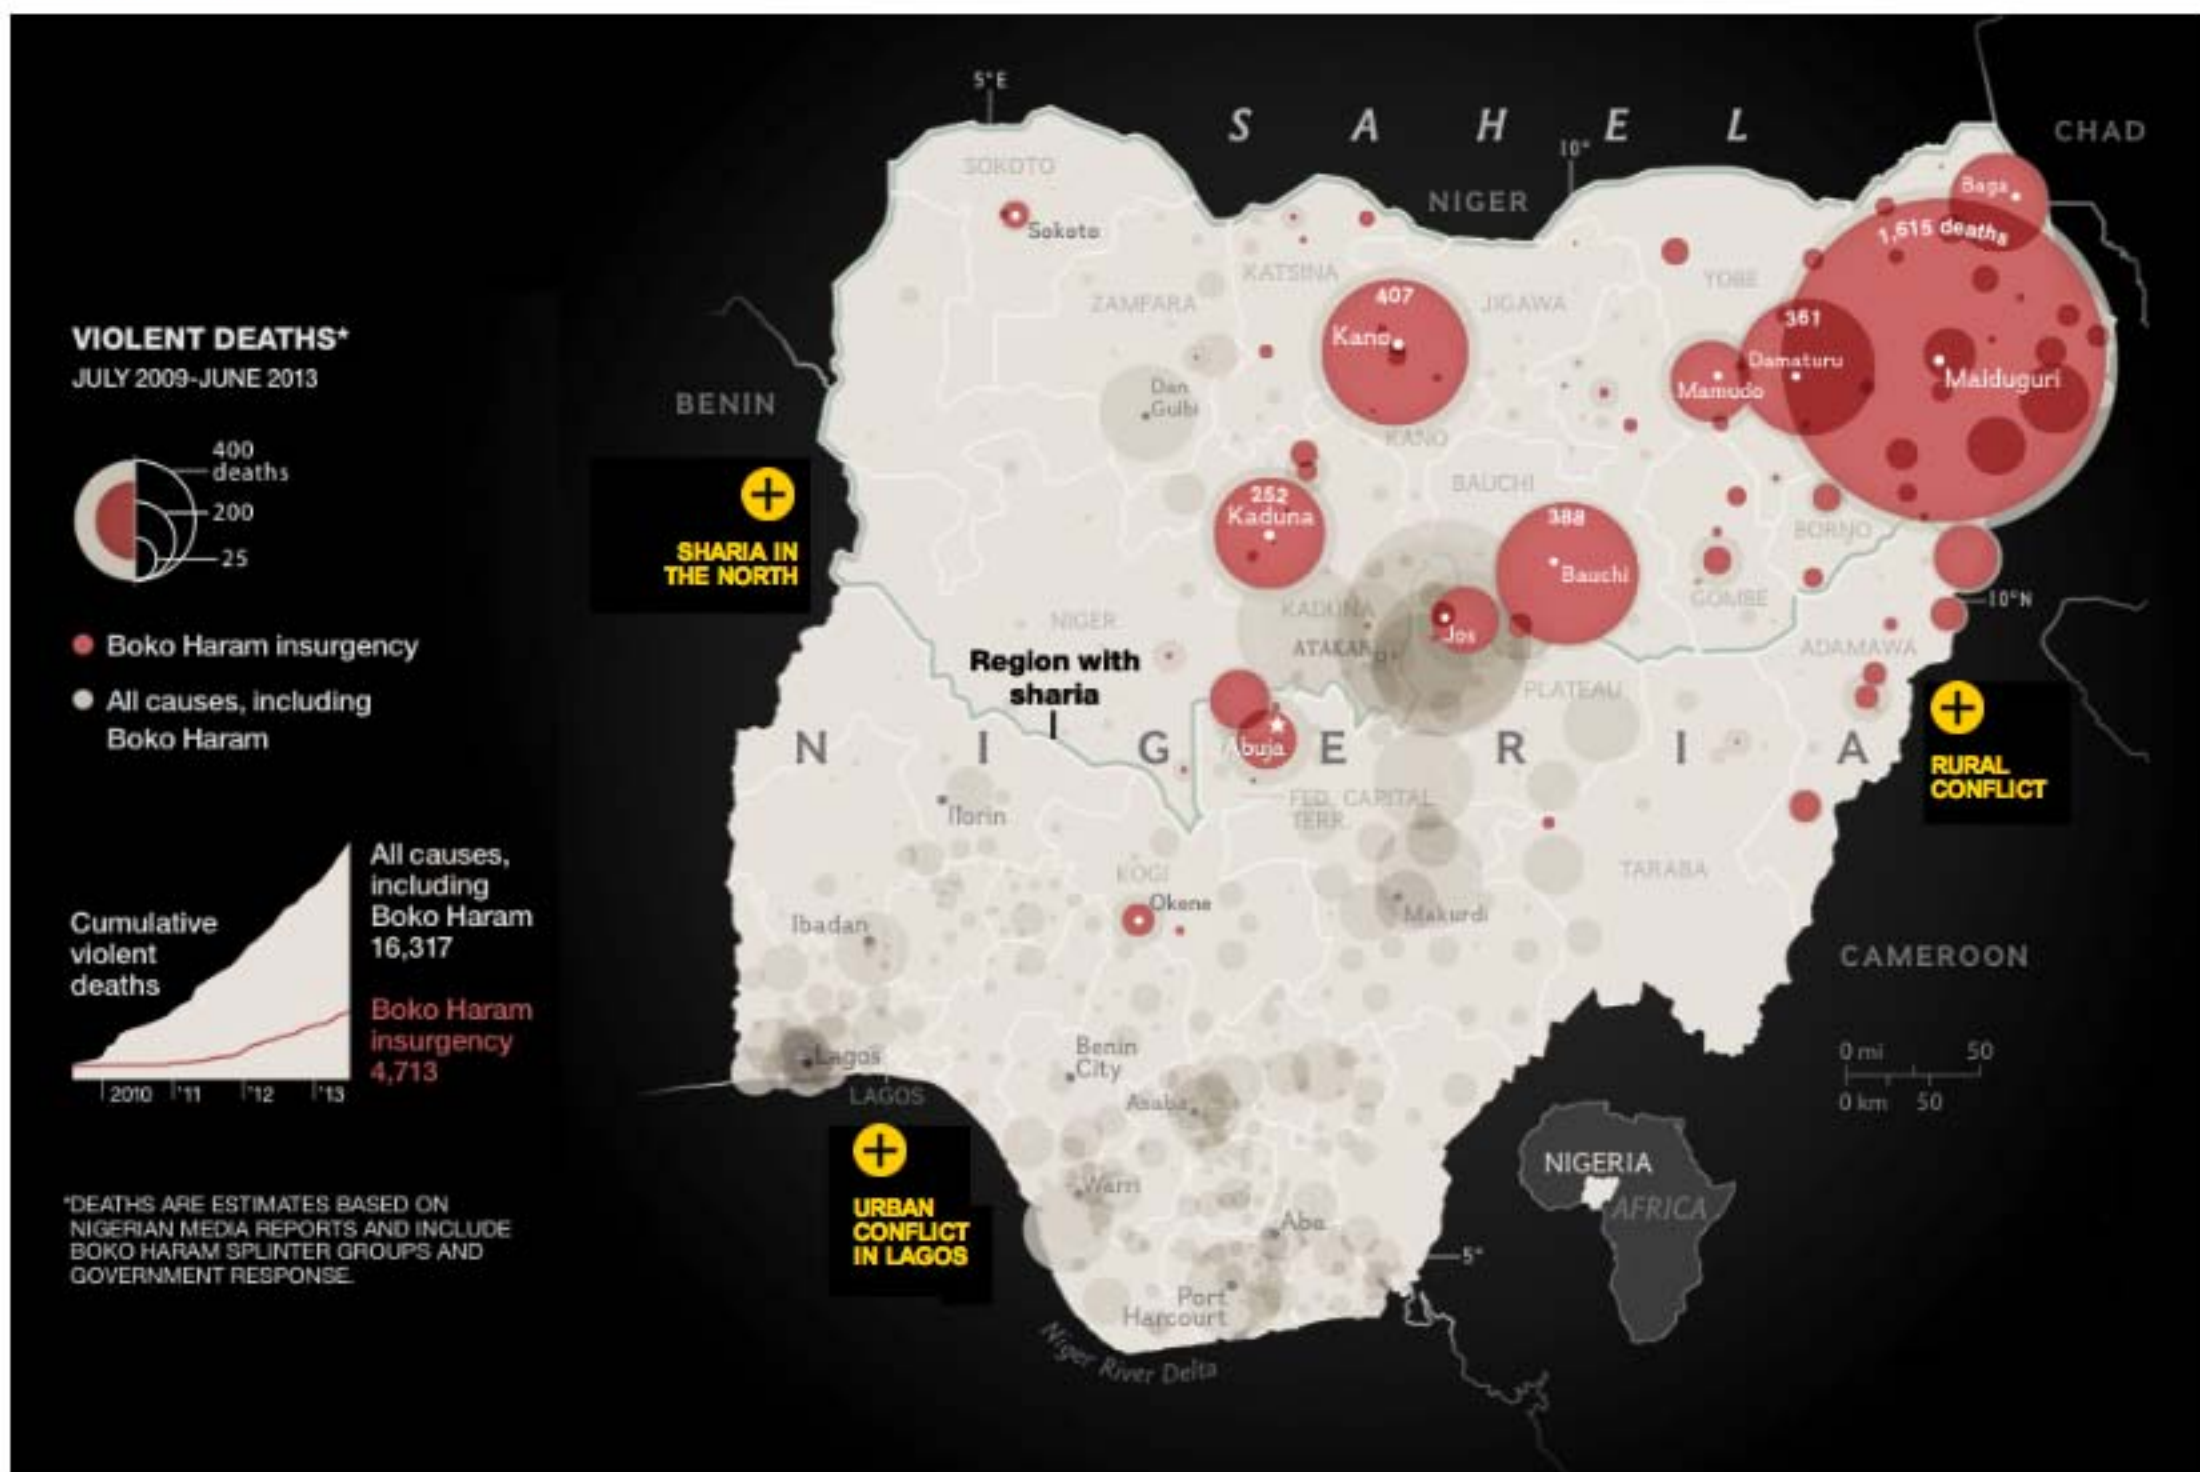 5°E
S A H E L
10°
CHAD
NIGER
SOKOTO
Sokoto
Baga
1,615 deaths
KATSINA
ZAMFARA
407
Kano
JIGAWA
YOBE
361
Damaturu
Mamudo
Maiduguri
VIOLENT DEATHS*
JULY 2009-JUNE 2013
400
deaths
200
25
Boko Haram insurgency
All causes, including
Boko Haram
BENIN
Dan
Gulbi
KANO
BAUCHI
252
Kaduna
388
Bauchi
BORNO
SHARIA IN
THE NORTH
GOMBE
10°N
KADUNA
NIGER
ATAKAR
Jos
ADAMAWA
Region with
sharia
PLATEAU
Abuja
N I G E R I A
RURAL
CONFLICT
FED. CAPITAL
TERR.
Ilorin
TARABA
KOGI
Okene
Makurdi
Ibadan
CAMEROON
All causes,
including
Boko Haram
16,317
Cumulative
violent
deaths
Boko Haram
insurgency
4,713
2010 '11 '12 '13
Lagos
LAGOS
Benin
City
Asaba
0 mi 50
0 km 50
URBAN
CONFLICT
IN LAGOS
Warri
Aba
NIGERIA
AFRICA
5°
Port
Harcourt
Niger River Delta
*DEATHS ARE ESTIMATES BASED ON
NIGERIAN MEDIA REPORTS AND INCLUDE
BOKO HARAM SPLINTER GROUPS AND
GOVERNMENT RESPONSE.